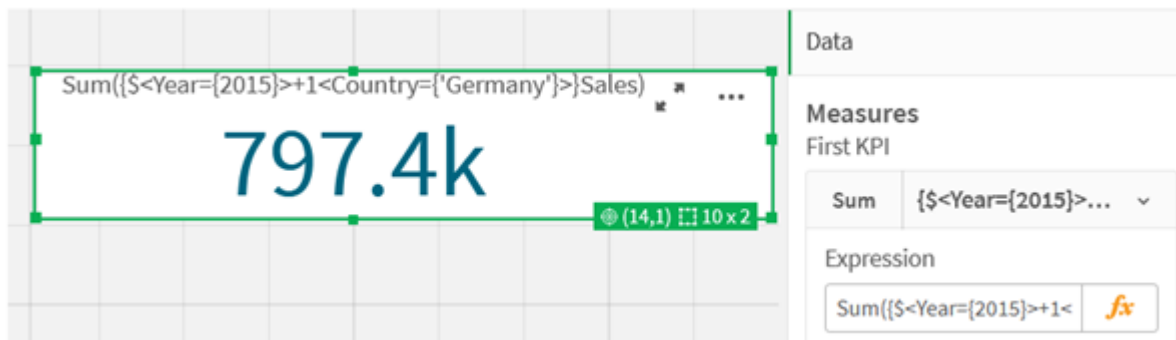 Sum({$<Year={2015}>+1<Country={'Germany'}>}Sales)
797.4k
(14,1) 10 x 2
Data
Measures
First KPI
Sum {$<Year={2015}>...
Expression
Sum({$<Year={2015}>+1< fx